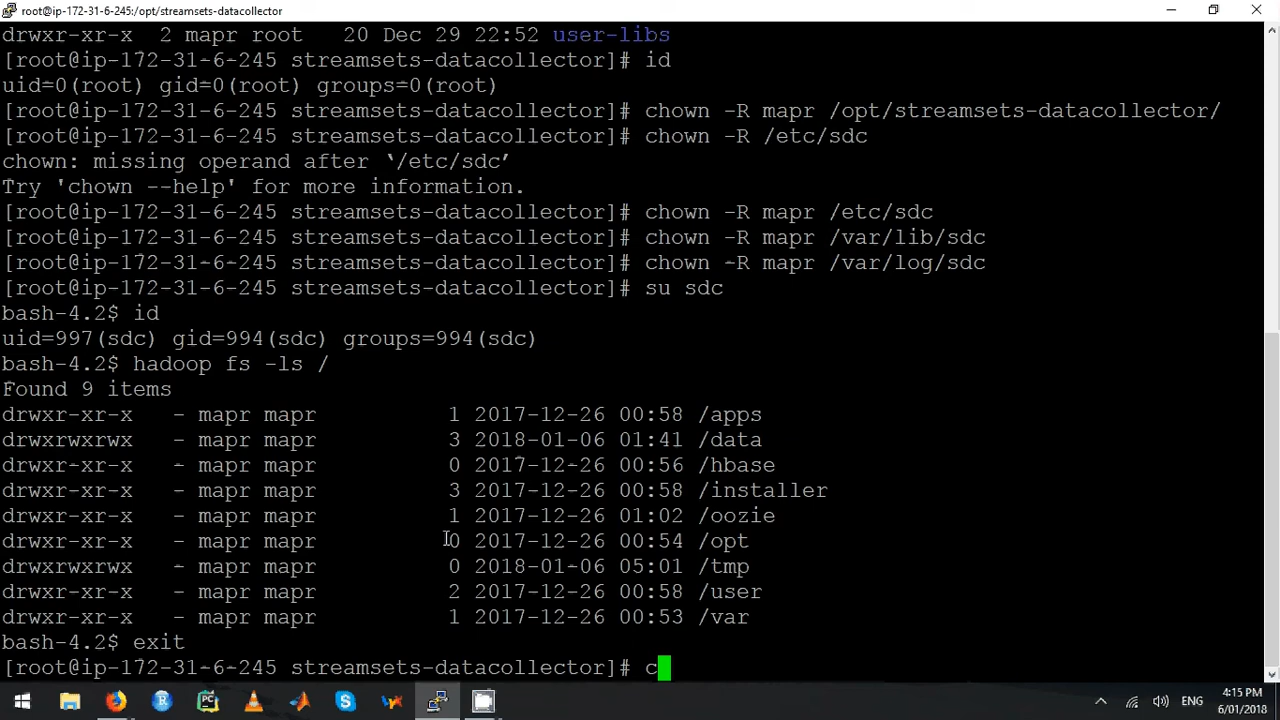 root@ip-172-31-6-245:/opt/streamsets-datacollector
drwxr-xr-x  2 mapr root   20 Dec 29 22:52 user-libs
[root@ip-172-31-6-245 streamsets-datacollector]# id
uid=0(root) gid=0(root) groups=0(root)
[root@ip-172-31-6-245 streamsets-datacollector]# chown -R mapr /opt/streamsets-datacollector/
[root@ip-172-31-6-245 streamsets-datacollector]# chown -R /etc/sdc
chown: missing operand after ‘/etc/sdc’
Try 'chown --help' for more information.
[root@ip-172-31-6-245 streamsets-datacollector]# chown -R mapr /etc/sdc
[root@ip-172-31-6-245 streamsets-datacollector]# chown -R mapr /var/lib/sdc
[root@ip-172-31-6-245 streamsets-datacollector]# chown -R mapr /var/log/sdc
[root@ip-172-31-6-245 streamsets-datacollector]# su sdc
bash-4.2$ id
uid=997(sdc) gid=994(sdc) groups=994(sdc)
bash-4.2$ hadoop fs -ls /
Found 9 items
drwxr-xr-x   - mapr mapr          1 2017-12-26 00:58 /apps
drwxrwxrwx   - mapr mapr          3 2018-01-06 01:41 /data
drwxr-xr-x   - mapr mapr          0 2017-12-26 00:56 /hbase
drwxr-xr-x   - mapr mapr          3 2017-12-26 00:58 /installer
drwxr-xr-x   - mapr mapr          1 2017-12-26 01:02 /oozie
drwxr-xr-x   - mapr mapr          0 2017-12-26 00:54 /opt
drwxrwxrwx   - mapr mapr          0 2018-01-06 05:01 /tmp
drwxr-xr-x   - mapr mapr          2 2017-12-26 00:58 /user
drwxr-xr-x   - mapr mapr          1 2017-12-26 00:53 /var
bash-4.2$ exit
[root@ip-172-31-6-245 streamsets-datacollector]# c
ENG
4:15 PM
6/01/2018